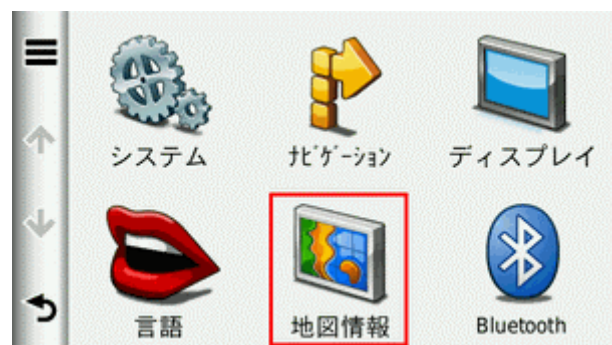 システム
ﾅﾋﾞｹﾞｰｼｮﾝ
ディスプレイ
言語
地図情報
Bluetooth